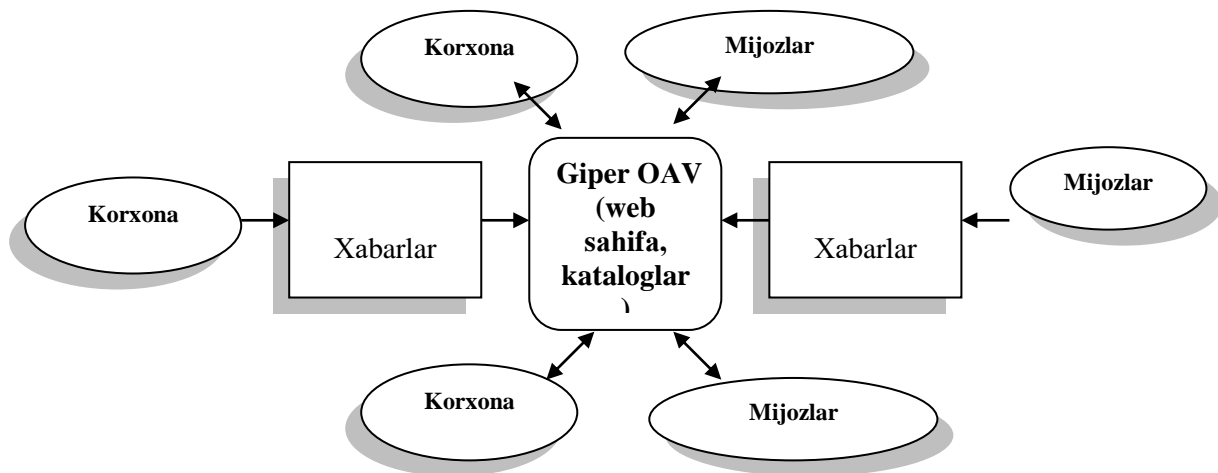 Korxona
Mijozlar
Korxona
Xabarlar
Giper OAV
(web
sahifa,
kataloglar
)
Xabarlar
Mijozlar
Korxona
Mijozlar